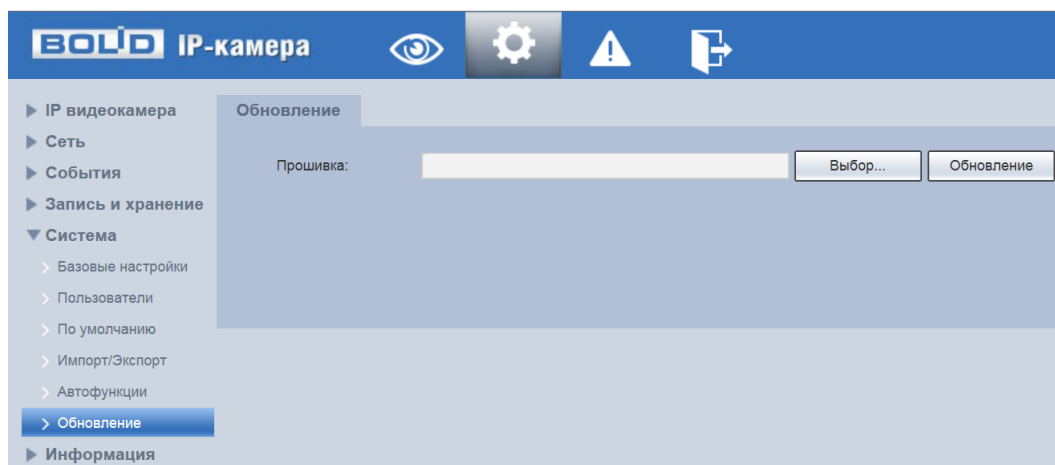 BOLID IP-камера
IP видеокамера
Сеть
События
Запись и хранение
Система
Базовые настройки
Пользователи
По умолчанию
Импорт/Экспорт
Автофункции
Обновление
Информация
Обновление
Прошивка: Выбор... Обновление